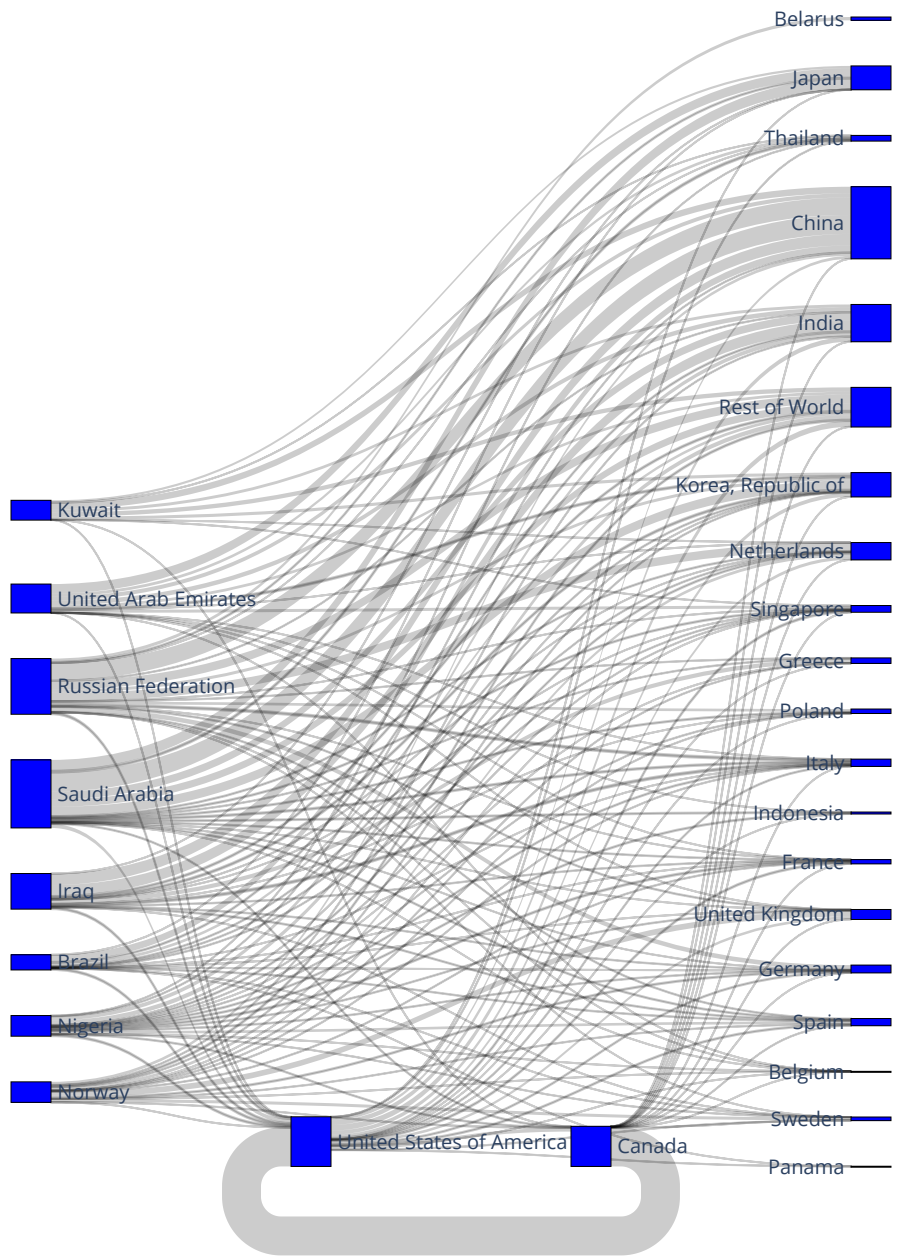 Belarus
Japan
Thailand
China
India
Rest of World
Korea, Republic of
Kuwait
Netherlands
United Arab Emirates
Singapore
Greece
Russian Federation
Poland
Italy
Saudi Arabia
Indonesia
France
Iraq
United Kingdom
Brazil
Germany
Nigeria
Spain
Belgium
Norway
Sweden
United States of America
Canada
Panama